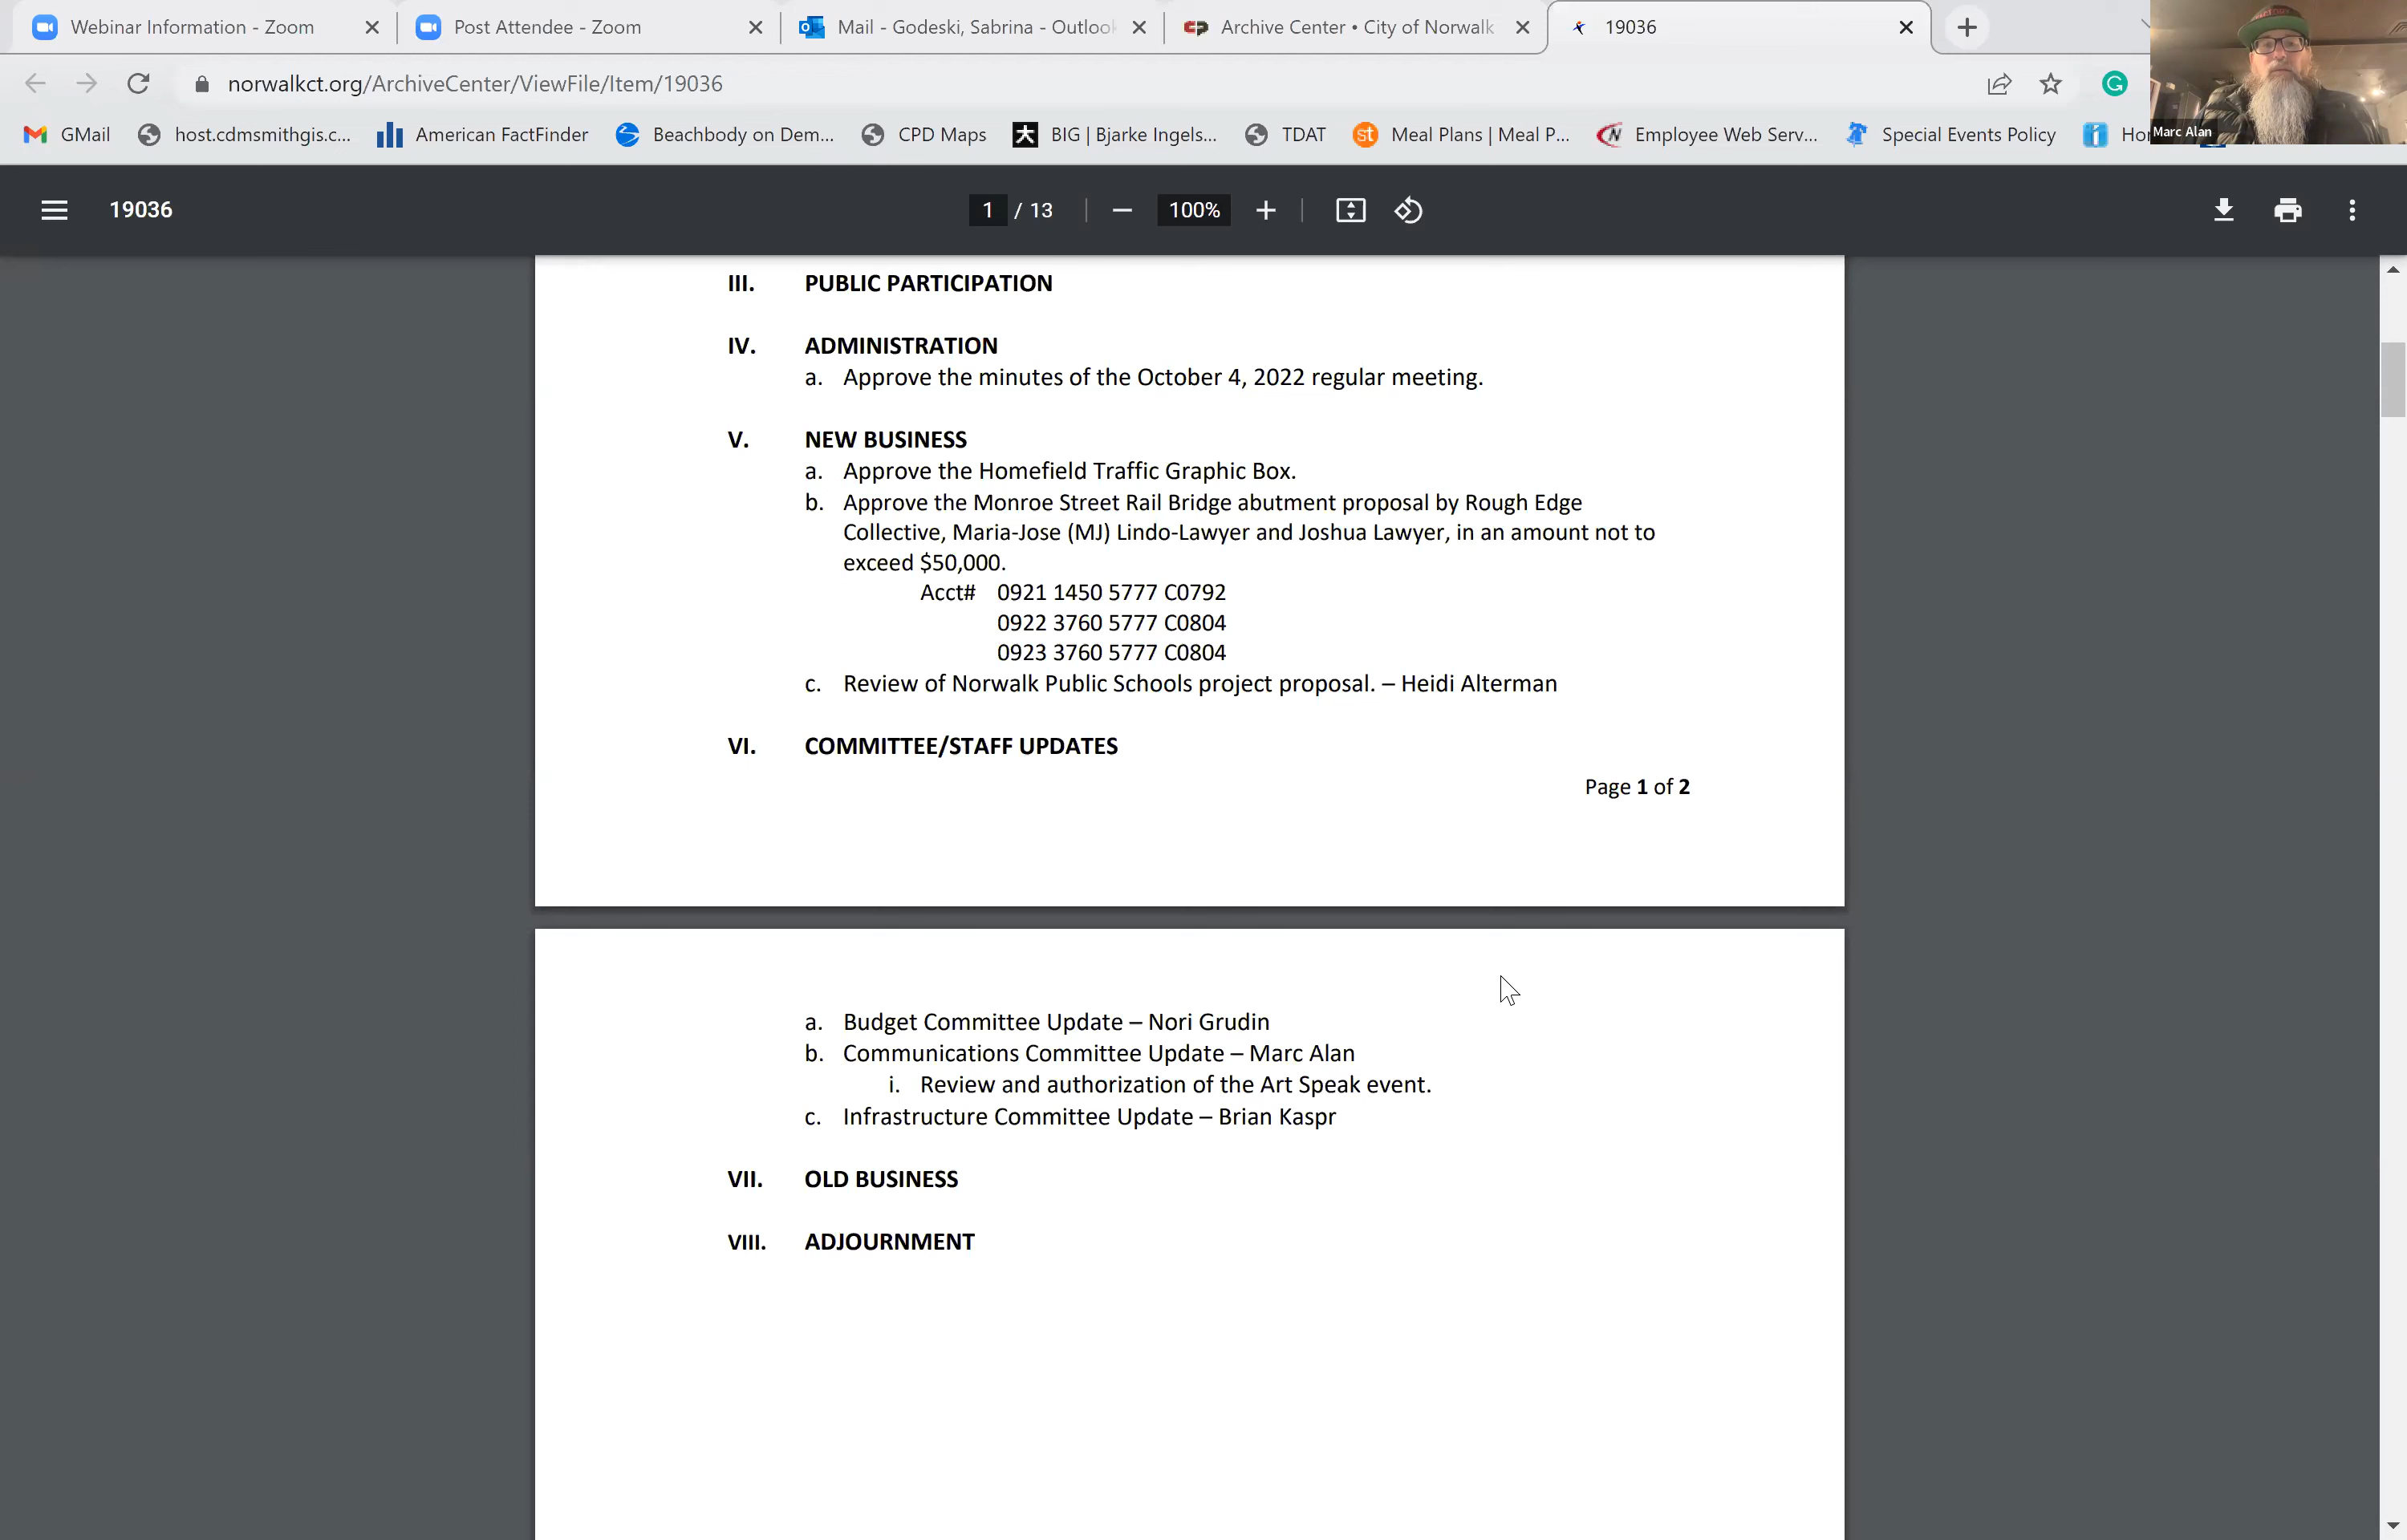 Webinar Information - Zoom
Post Attendee - Zoom
Mail - Godeski, Sabrina - Outlook
Archive Center • City of Norwalk
19036
norwalkct.org/ArchiveCenter/ViewFile/Item/19036
GMail
host.cdmsmithgis.c...
American FactFinder
Beachbody on Dem...
CPD Maps
BIG | Bjarke Ingels...
TDAT
Meal Plans | Meal P...
Employee Web Serv...
Special Events Policy
Marc Alan
19036
1 / 13
100%
III. PUBLIC PARTICIPATION
IV. ADMINISTRATION
a. Approve the minutes of the October 4, 2022 regular meeting.
V. NEW BUSINESS
a. Approve the Homefield Traffic Graphic Box.
b. Approve the Monroe Street Rail Bridge abutment proposal by Rough Edge
Collective, Maria-Jose (MJ) Lindo-Lawyer and Joshua Lawyer, in an amount not to
exceed $50,000.
Acct# 0921 1450 5777 C0792
0922 3760 5777 C0804
0923 3760 5777 C0804
c. Review of Norwalk Public Schools project proposal. – Heidi Alterman
VI. COMMITTEE/STAFF UPDATES
Page 1 of 2
a. Budget Committee Update – Nori Grudin
b. Communications Committee Update – Marc Alan
i. Review and authorization of the Art Speak event.
c. Infrastructure Committee Update – Brian Kaspr
VII. OLD BUSINESS
VIII. ADJOURNMENT